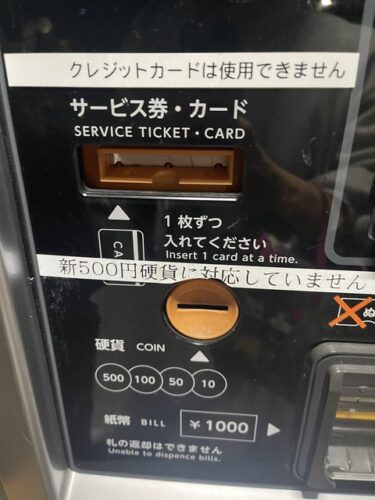 クレジットカードは使用できません
サービス券・カード
SERVICE TICKET・CARD
1枚ずつ
入れてください
Insert 1 card at a time.
CA
新500円硬貨に対応していません
ぬ
硬貨 COIN
500 100 50 10
紙幣 BILL ¥1000
札の返却はできません
Unable to dispence bills.